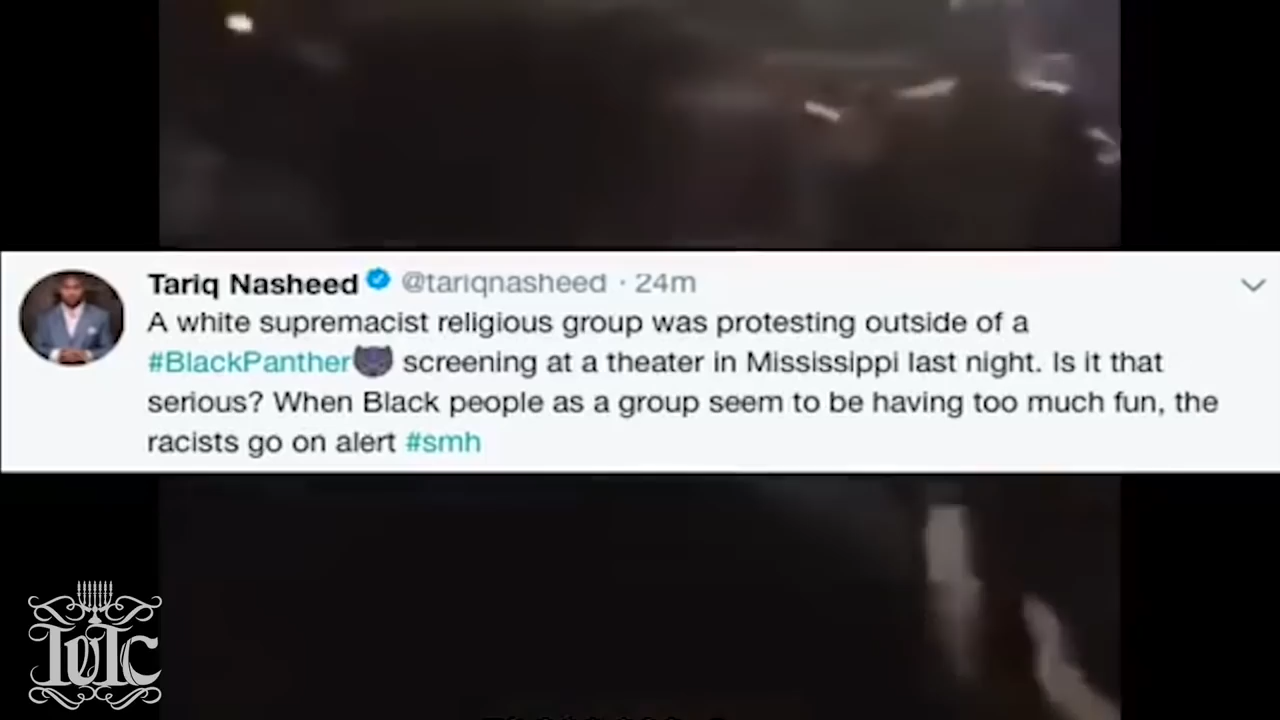 Tariq Nasheed @tariqnasheed · 24m
A white supremacist religious group was protesting outside of a
#BlackPanther screening at a theater in Mississippi last night. Is it that
serious? When Black people as a group seem to be having too much fun, the
racists go on alert #smh
IUIC